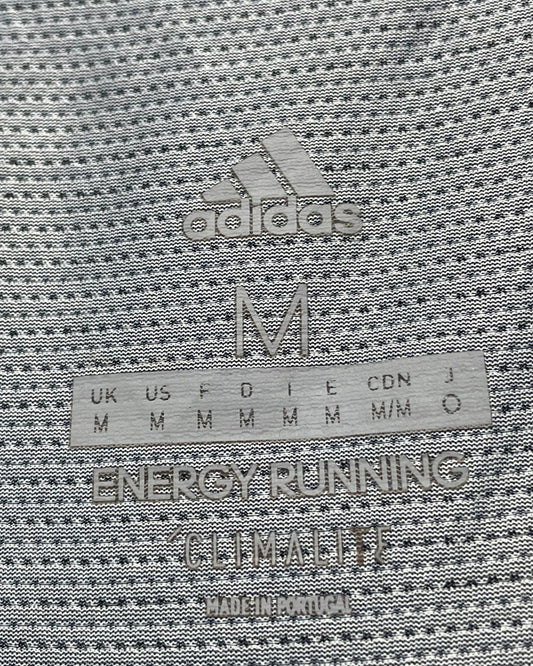 adidas
M
UK US F D I E CDN J
M M M M M M M/M O
ENERGY RUNNING
CLIMALITE
MADE IN PORTUGAL